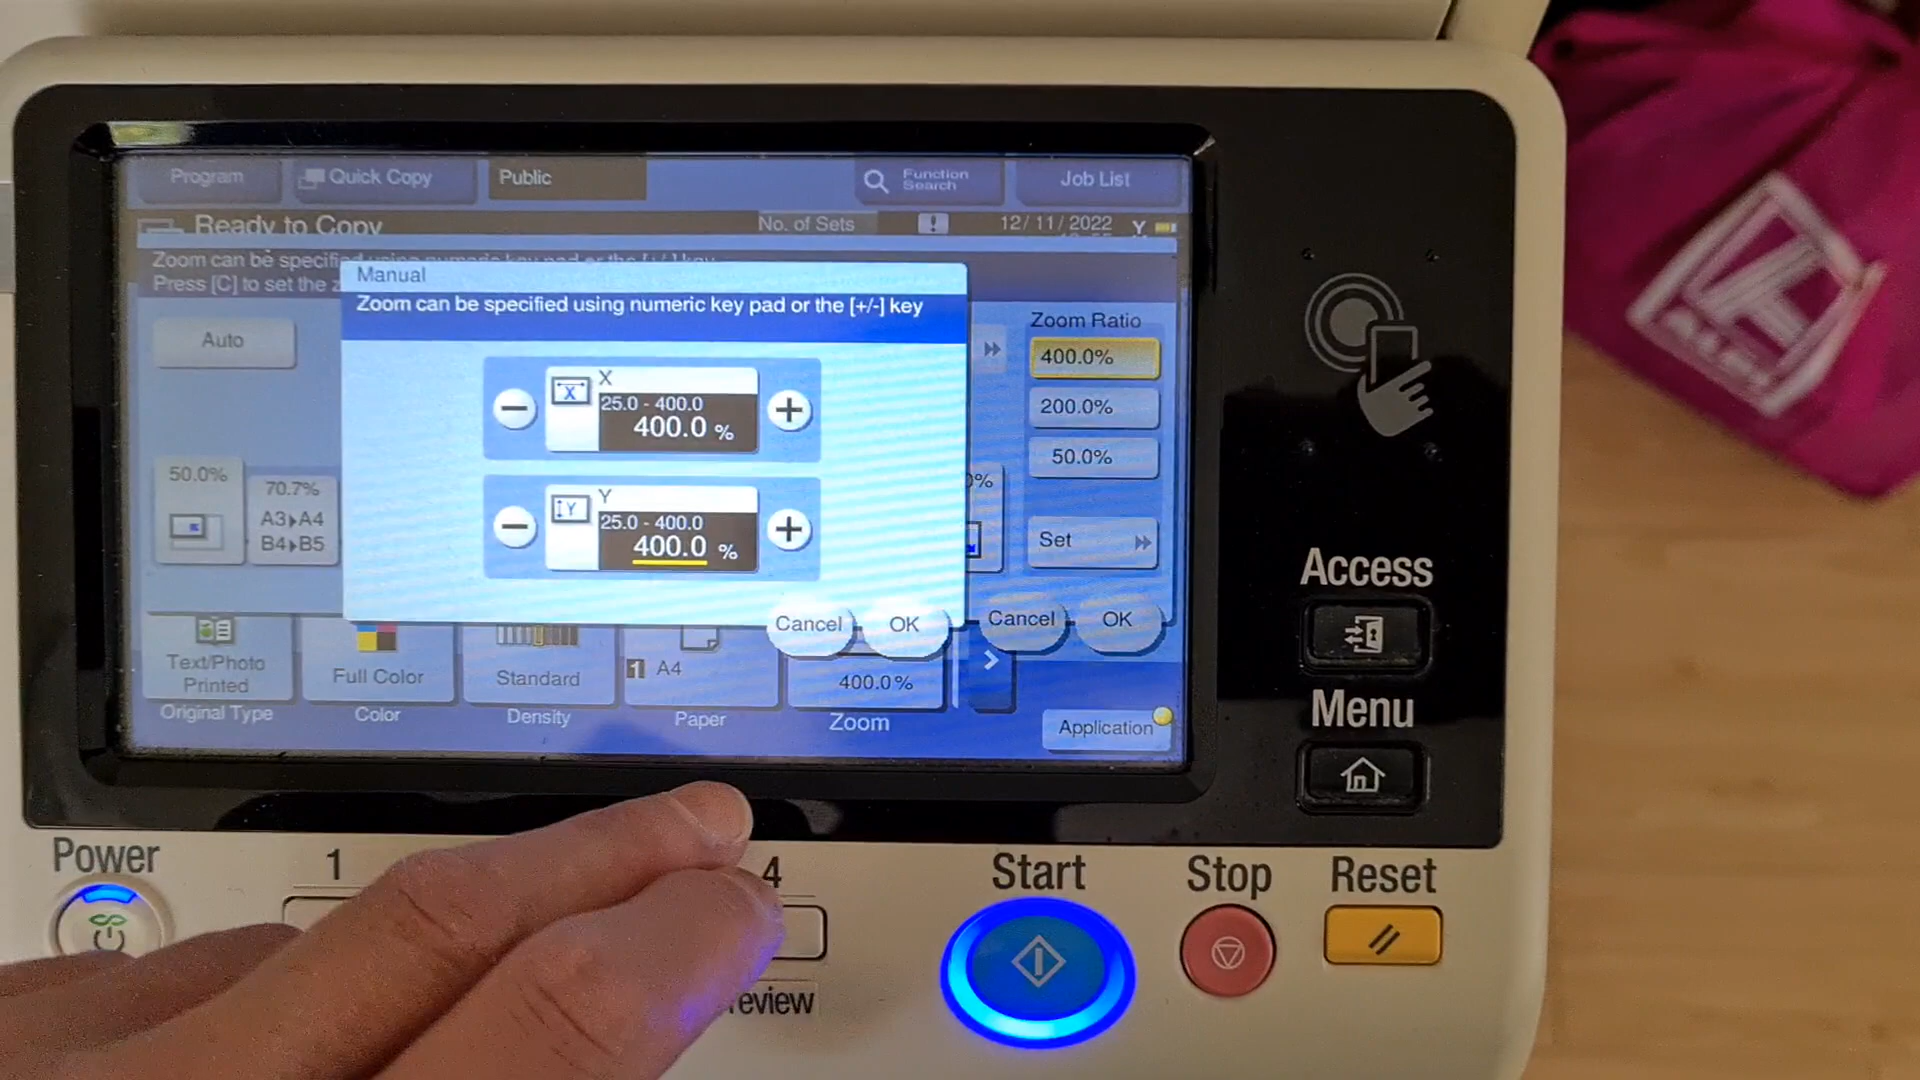 Program
Quick Copy
Public
Function Search
Job List
Ready to Copy
No. of Sets
12/11/2022
Y
Zoom can be specified using numeric key pad or the [+/-] key
Press [C] to set the z
Manual
Zoom can be specified using numeric key pad or the [+/-] key
Auto
X
X
25.0 - 400.0
400.0 %
Y
Y
25.0 - 400.0
400.0 %
Zoom Ratio
400.0%
200.0%
50.0%
Set
50.0%
70.7%
A3▸A4
B4▸B5
0%
Cancel
OK
Cancel
OK
Text/Photo
Printed
Full Color
Standard
1 A4
400.0%
Original Type
Color
Density
Paper
Zoom
Application
Access
Menu
Power
1
4
Start
Stop
Reset
review